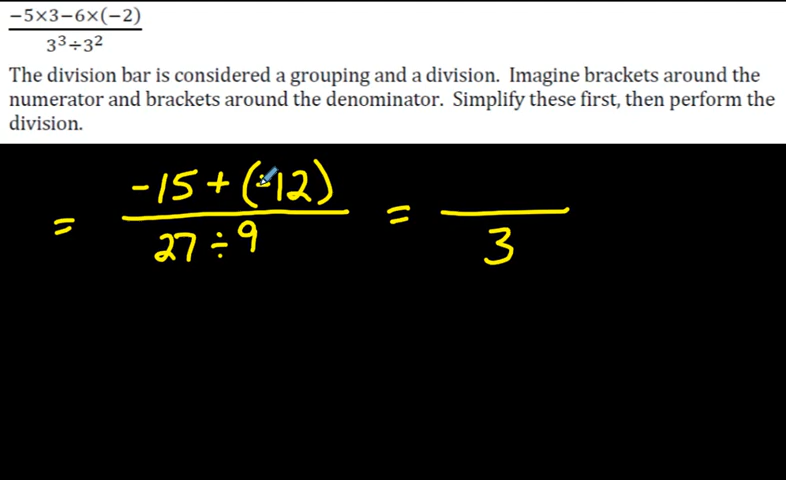 −5×3−6×(−2)
3³÷3²
The division bar is considered a grouping and a division. Imagine brackets around the
numerator and brackets around the denominator. Simplify these first, then perform the
division.
= -15 + (-12) =
27 ÷ 9 3